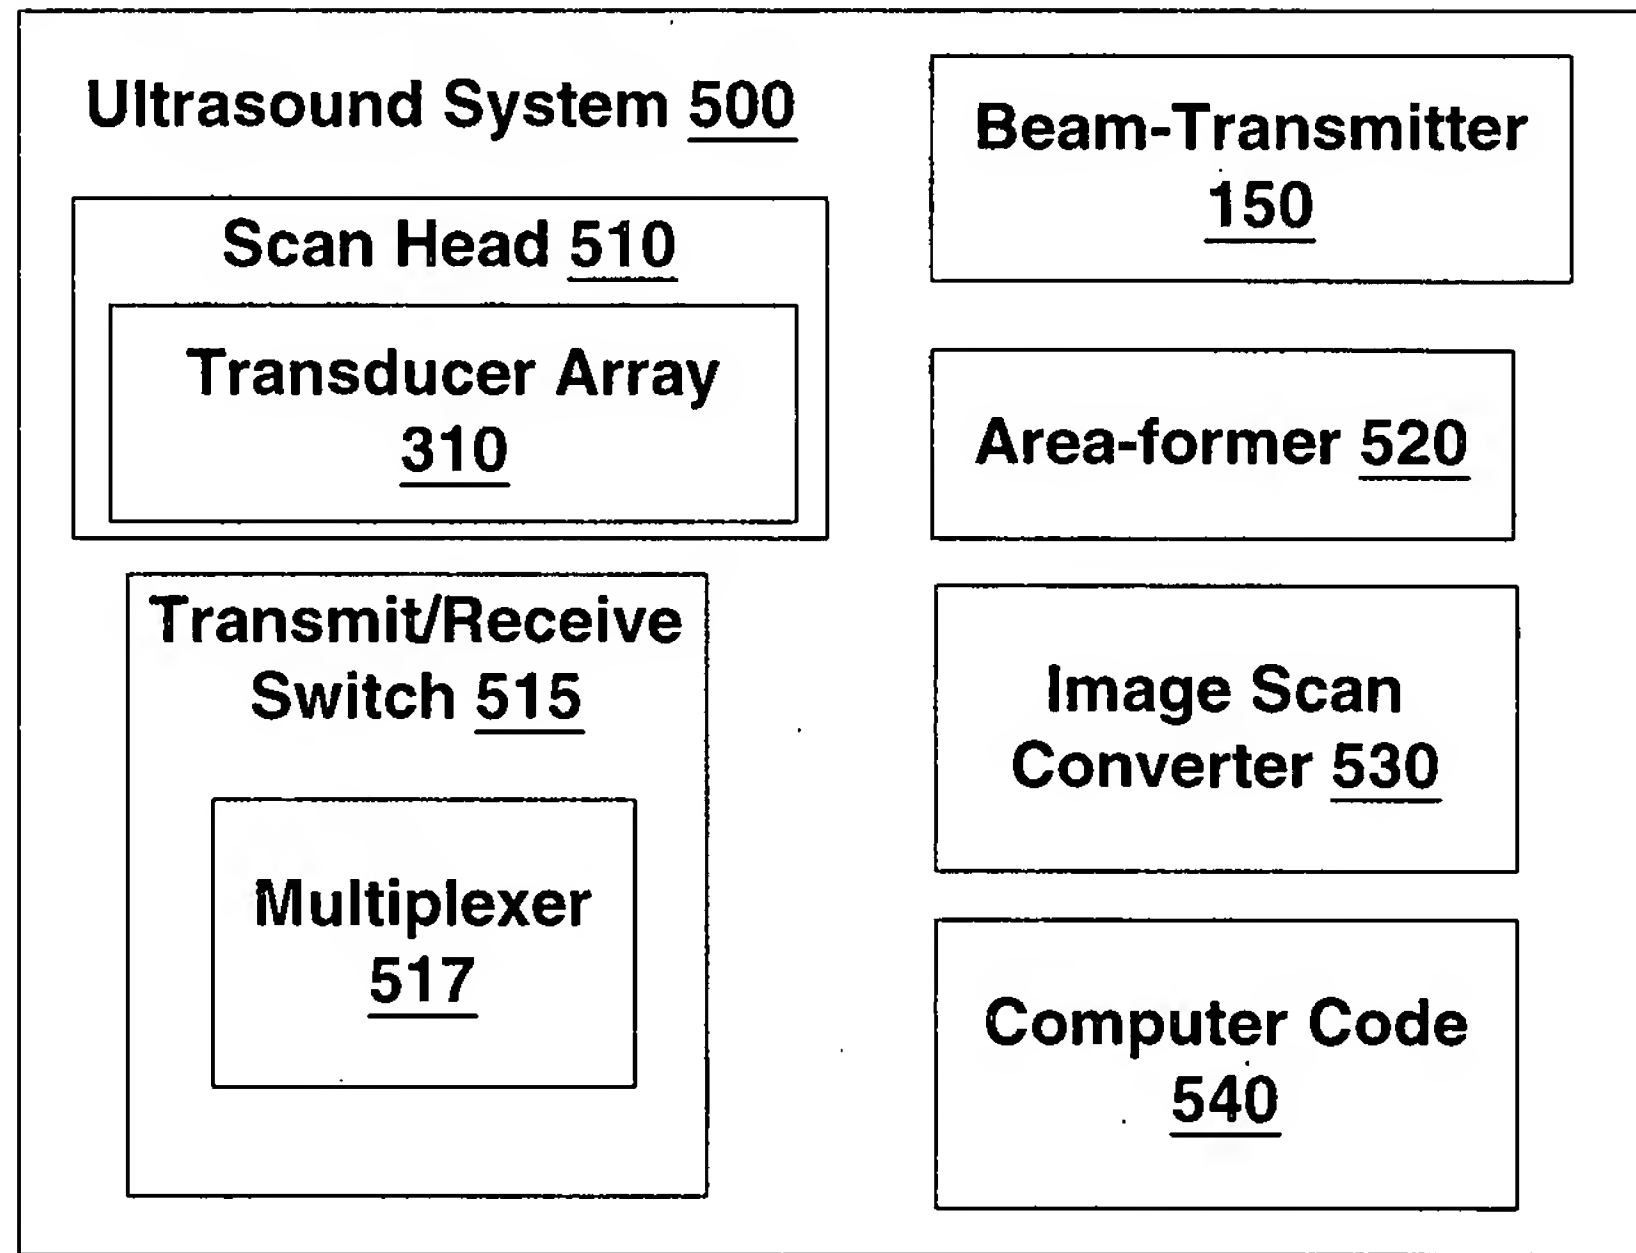 Ultrasound System 500
Scan Head 510
Transducer Array
310
Transmit/Receive
Switch 515
Multiplexer
517
Beam-Transmitter
150
Area-former 520
Image Scan
Converter 530
Computer Code
540